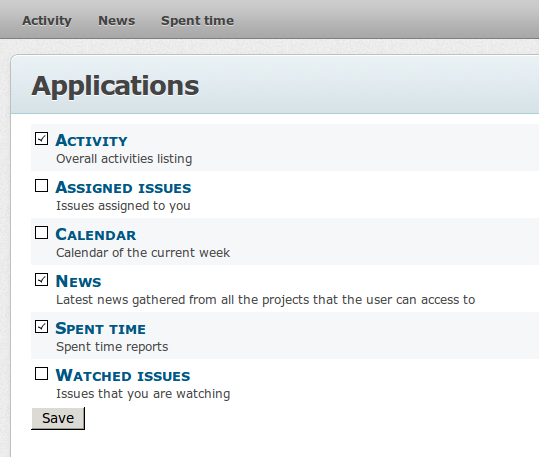 Activity News Spent time
Applications
ACTIVITY
Overall activities listing
ASSIGNED ISSUES
Issues assigned to you
CALENDAR
Calendar of the current week
NEWS
Latest news gathered from all the projects that the user can access to
SPENT TIME
Spent time reports
WATCHED ISSUES
Issues that you are watching
Save